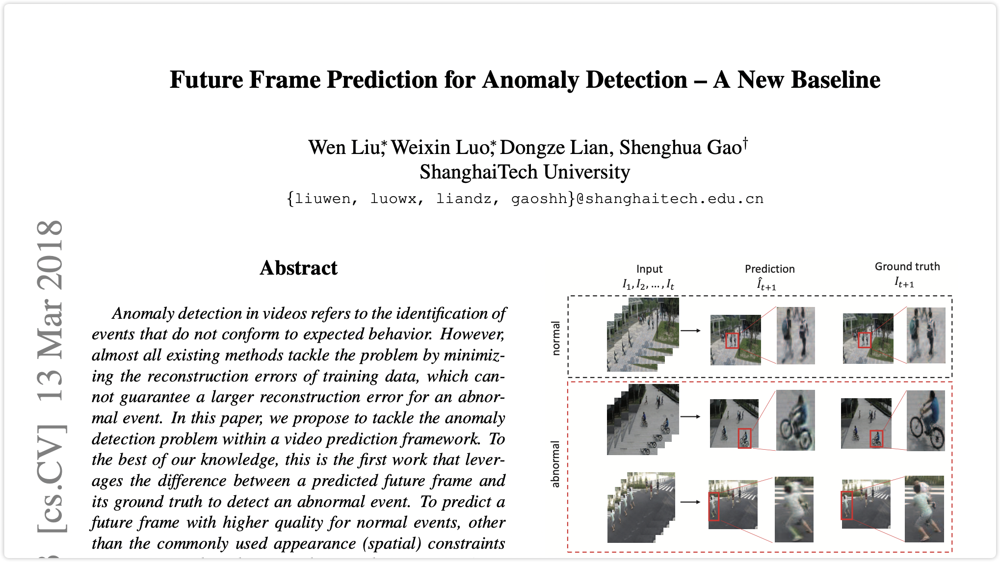 Future Frame Prediction for Anomaly Detection – A New Baseline
Wen Liu*, Weixin Luo*, Dongze Lian, Shenghua Gao†
ShanghaiTech University
{liuwen, luowx, liandz, gaoshh}@shanghaitech.edu.cn
[cs.CV] 13 Mar 2018
Abstract
Anomaly detection in videos refers to the identification of
events that do not conform to expected behavior. However,
almost all existing methods tackle the problem by minimiz-
ing the reconstruction errors of training data, which can-
not guarantee a larger reconstruction error for an abnor-
mal event. In this paper, we propose to tackle the anomaly
detection problem within a video prediction framework. To
the best of our knowledge, this is the first work that lever-
ages the difference between a predicted future frame and
its ground truth to detect an abnormal event. To predict a
future frame with higher quality for normal events, other
than the commonly used appearance (spatial) constraints
Input
I₁, I₂, ... , Iₜ
Prediction
Îₜ₊₁
Ground truth
Iₜ₊₁
normal
abnormal